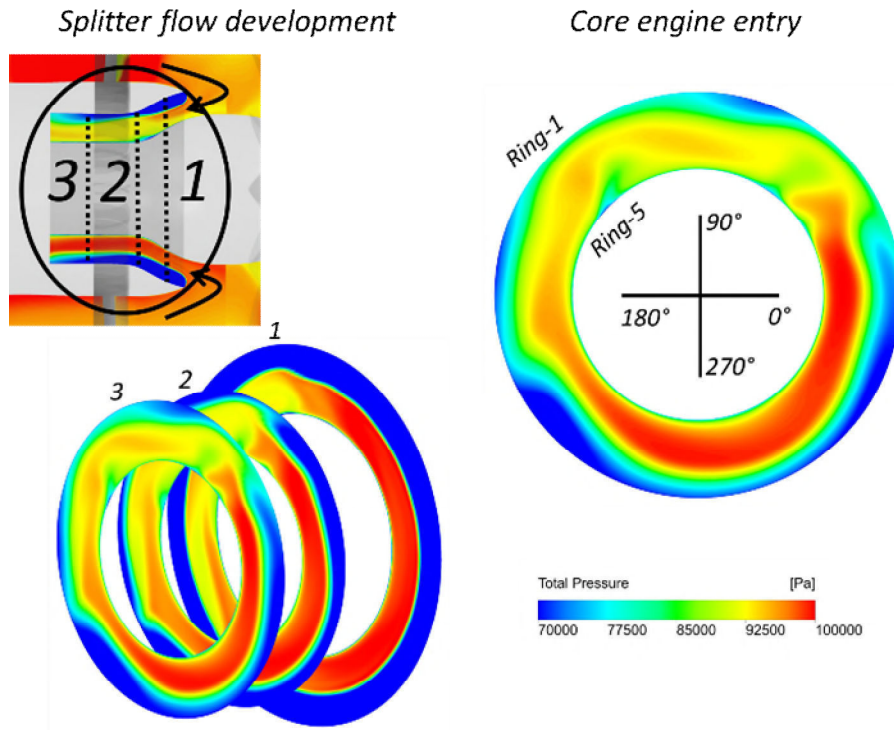 Splitter flow development
Core engine entry
3 2 1
Ring-1
Ring-5
90°
180° 0°
270°
1
2
3
Total Pressure [Pa]
70000 77500 85000 92500 100000